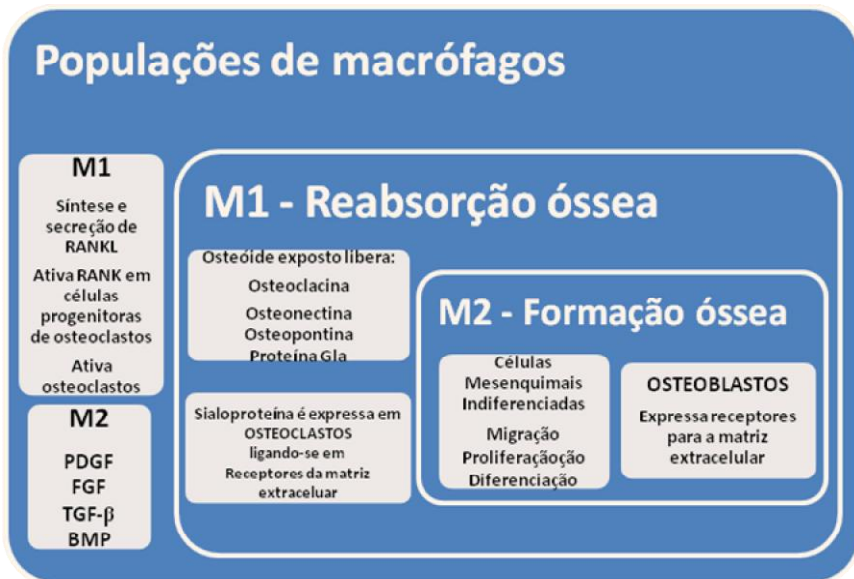 Populações de macrófagos
M1
Síntese e
secreção de
RANKL
Ativa RANK em
células
progenitoras
de osteoclastos
Ativa
osteoclastos
M2
PDGF
FGF
TGF-β
BMP
M1 - Reabsorção óssea
Osteóide exposto libera:
Osteoclacina
Osteonectina
Osteopontina
Proteína Gla
Sialoproteína é expressa em
OSTEOCLASTOS
ligando-se em
Receptores da matriz
extraceluar
M2 - Formação óssea
Células
Mesenquimais
Indiferenciadas
Migração
Proliferaçãoção
Diferenciação
OSTEOBLASTOS
Expressa receptores
para a matriz
extracelular